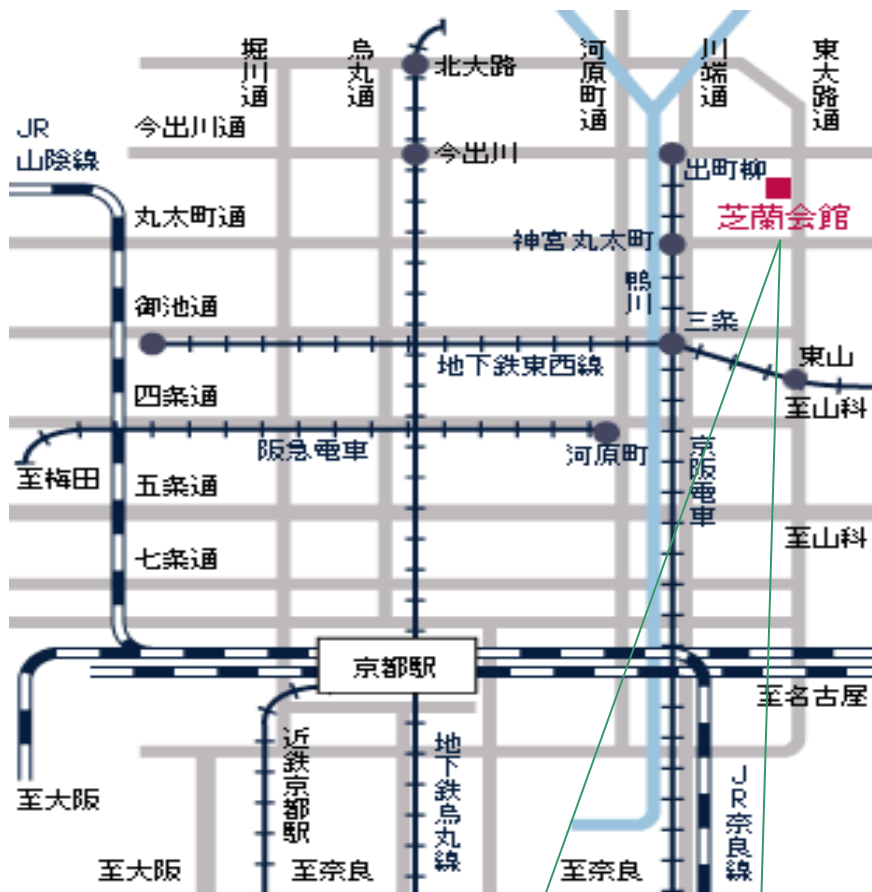 堀川通
烏丸通
北大路
河原町通
川端通
東大路通
JR
山陰線
今出川通
今出川
出町柳
芝蘭会館
丸太町通
神宮丸太町
鴨川
御池通
三条
地下鉄東西線
東山
四条通
至山科
阪急電車
河原町
京阪電車
至梅田
五条通
至山科
七条通
京都駅
至名古屋
近鉄京都駅
地下鉄烏丸線
JR奈良線
至大阪
至大阪
至奈良
至奈良